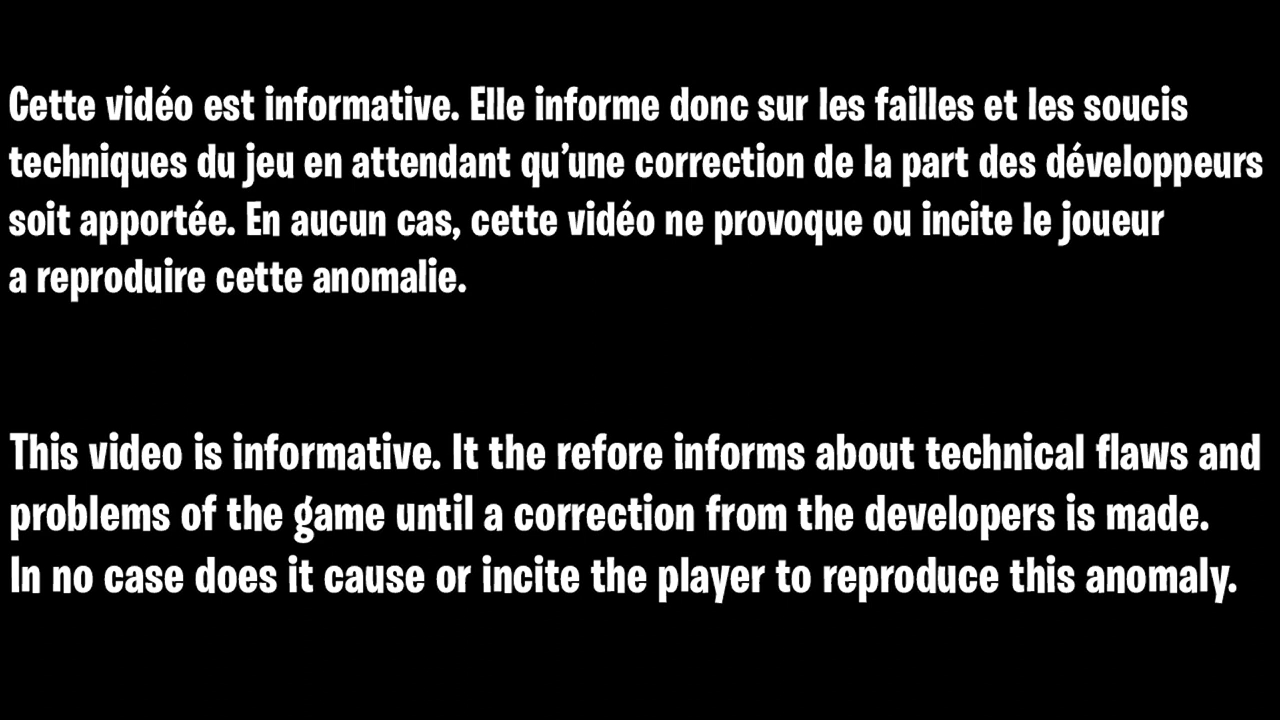 Cette vidéo est informative. Elle informe donc sur les failles et les soucis
techniques du jeu en attendant qu'une correction de la part des développeurs
soit apportée. En aucun cas, cette vidéo ne provoque ou incite le joueur
a reproduire cette anomalie.
This video is informative. It the refore informs about technical flaws and
problems of the game until a correction from the developers is made.
In no case does it cause or incite the player to reproduce this anomaly.